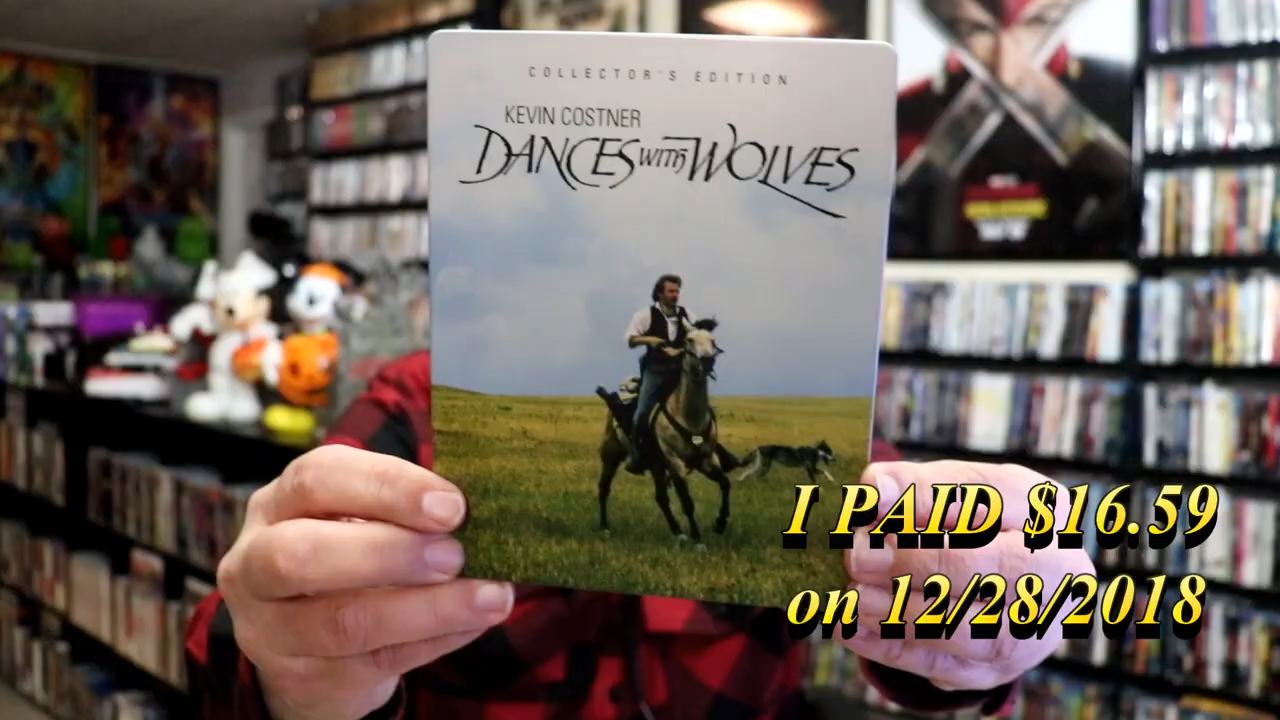 COLLECTOR'S EDITION
KEVIN COSTNER
DANCES WITH WOLVES
I PAID $16.59
on 12/28/2018